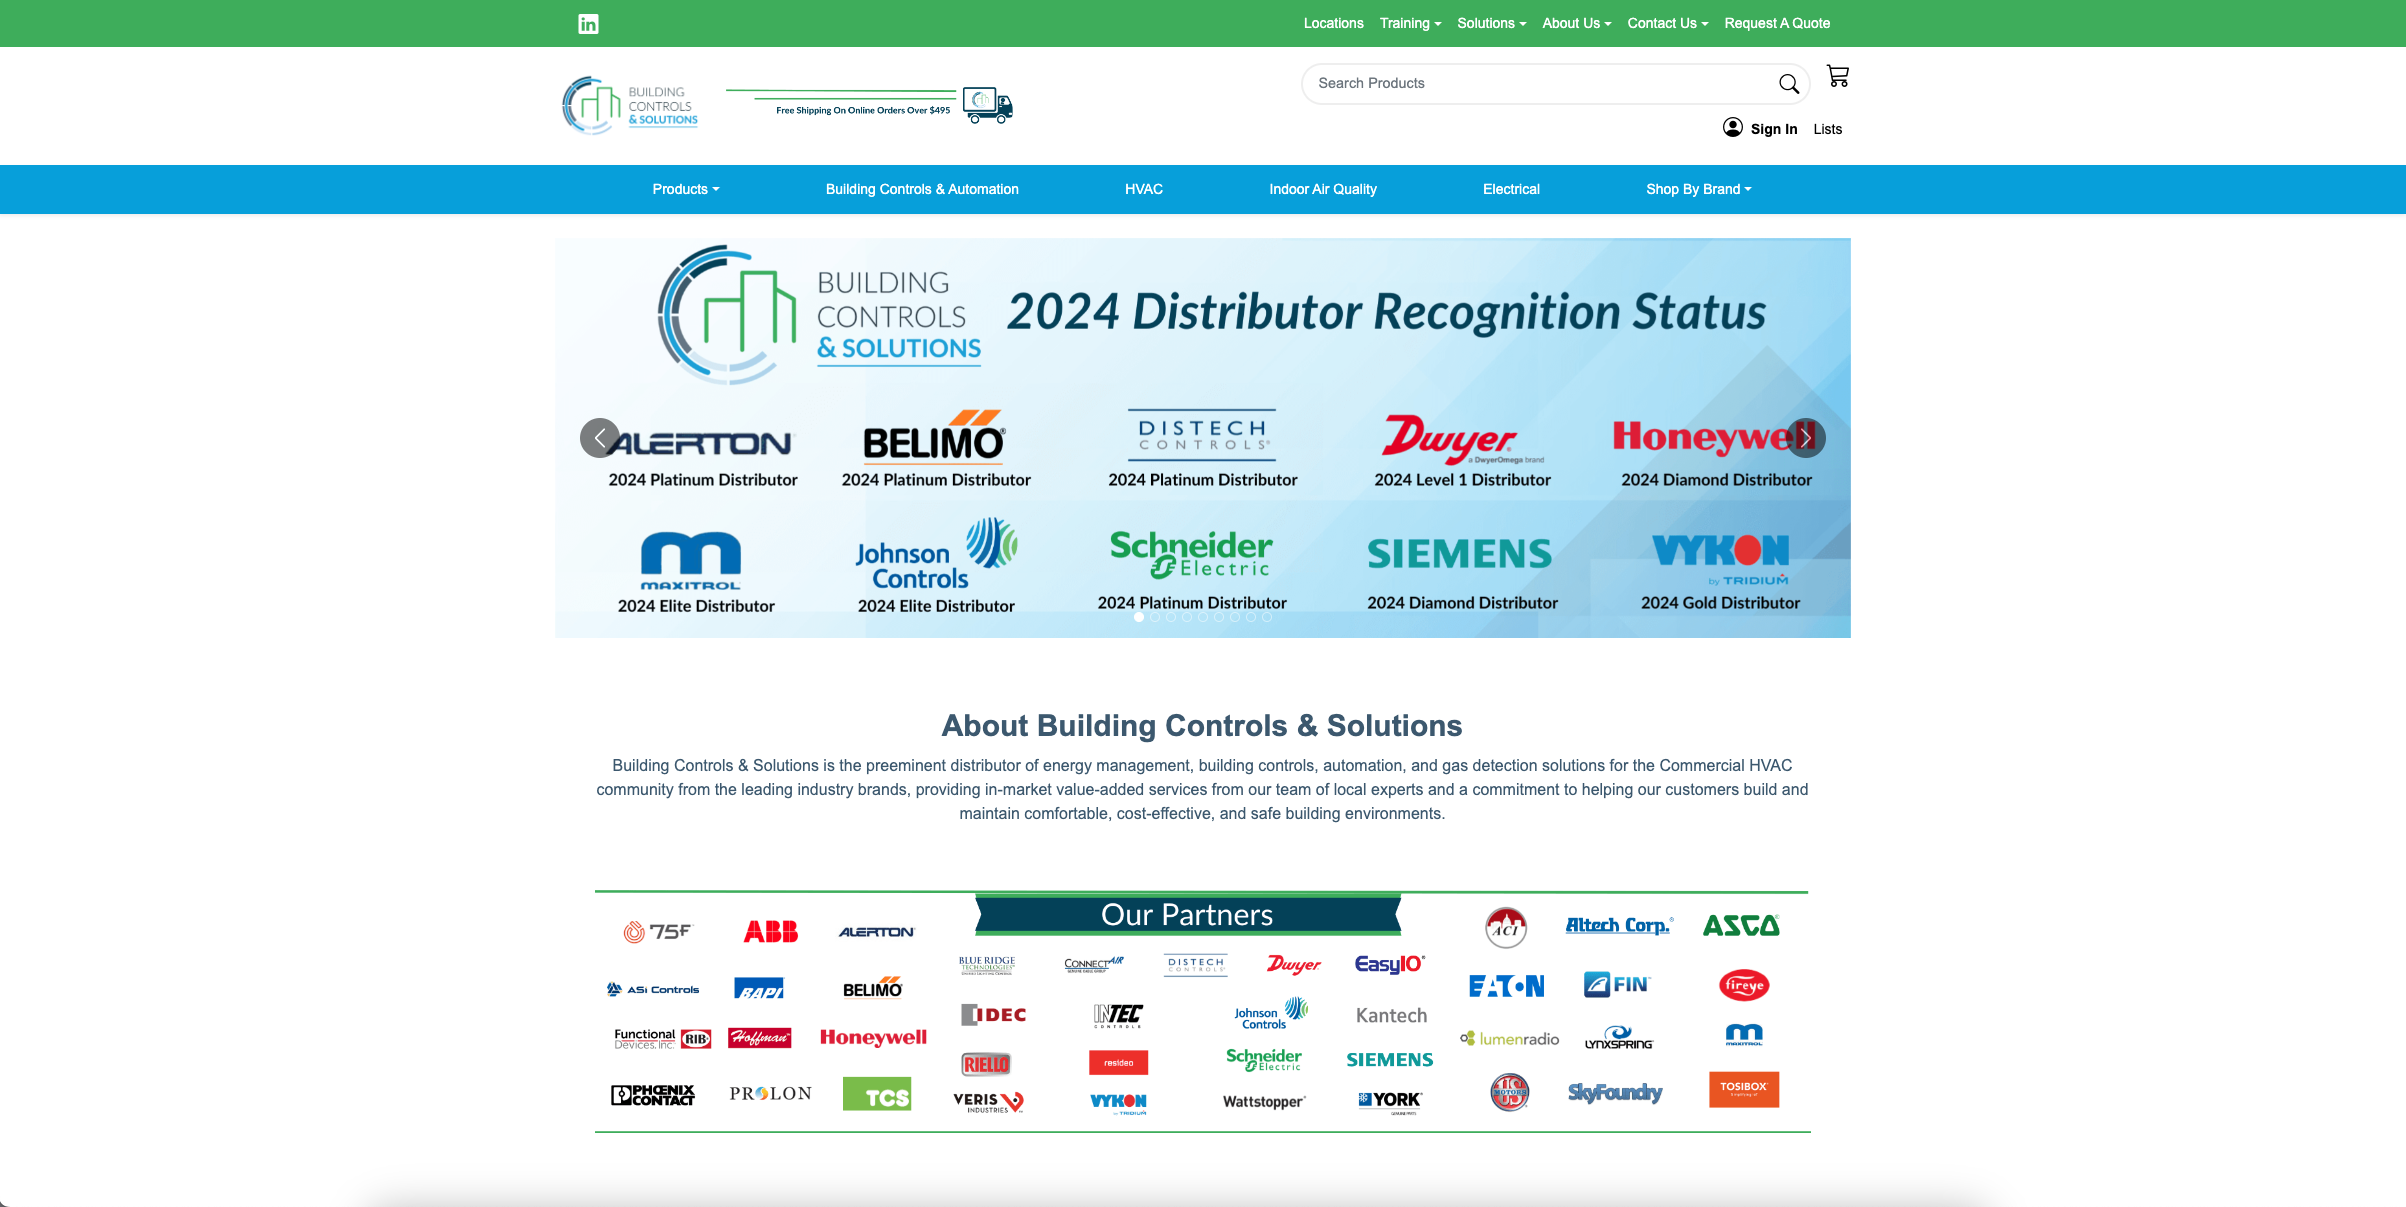 in
Locations Training Solutions About Us Contact Us Request A Quote
BUILDING
CONTROLS
& SOLUTIONS
Free Shipping On Online Orders Over $495
Search Products
Sign In Lists
Products Building Controls & Automation HVAC Indoor Air Quality Electrical Shop By Brand
BUILDING
CONTROLS
& SOLUTIONS
2024 Distributor Recognition Status
ALERTON
2024 Platinum Distributor
BELIMO®
2024 Platinum Distributor
DISTECH
CONTROLS®
2024 Platinum Distributor
Dwyer
a DwyerOmega brand
2024 Level 1 Distributor
Honeywell
2024 Diamond Distributor
MAXITROL
2024 Elite Distributor
Johnson
Controls
2024 Elite Distributor
Schneider
Electric
2024 Platinum Distributor
SIEMENS
2024 Diamond Distributor
VYKON
by TRIDIUM
2024 Gold Distributor
About Building Controls & Solutions
Building Controls & Solutions is the preeminent distributor of energy management, building controls, automation, and gas detection solutions for the Commercial HVAC
community from the leading industry brands, providing in-market value-added services from our team of local experts and a commitment to helping our customers build and
maintain comfortable, cost-effective, and safe building environments.
Our Partners
75F
ABB
ALERTON
ASi Controls
BAPI
BELIMO
Functional
Devices, Inc.
RIB
Hoffman
Honeywell
PHŒNIX
CONTACT
PROLON
TCS
BLUE RIDGE
TECHNOLOGIES
CONNECT AIR
DISTECH
CONTROLS
Dwyer
EasyIO
IDEC
INTEC
CONTROLS
Johnson
Controls
Kantech
RIELLO
resideo
Schneider
Electric
SIEMENS
VERIS
INDUSTRIES
VYKON
by TRIDIUM
Wattstopper
YORK
ACI
Altech Corp.®
ASCO
EATON
FIN
fireye
lumenradio
LYNXSPRING
MAXITROL
US
MOTORS
SkyFoundry
TOSIBOX